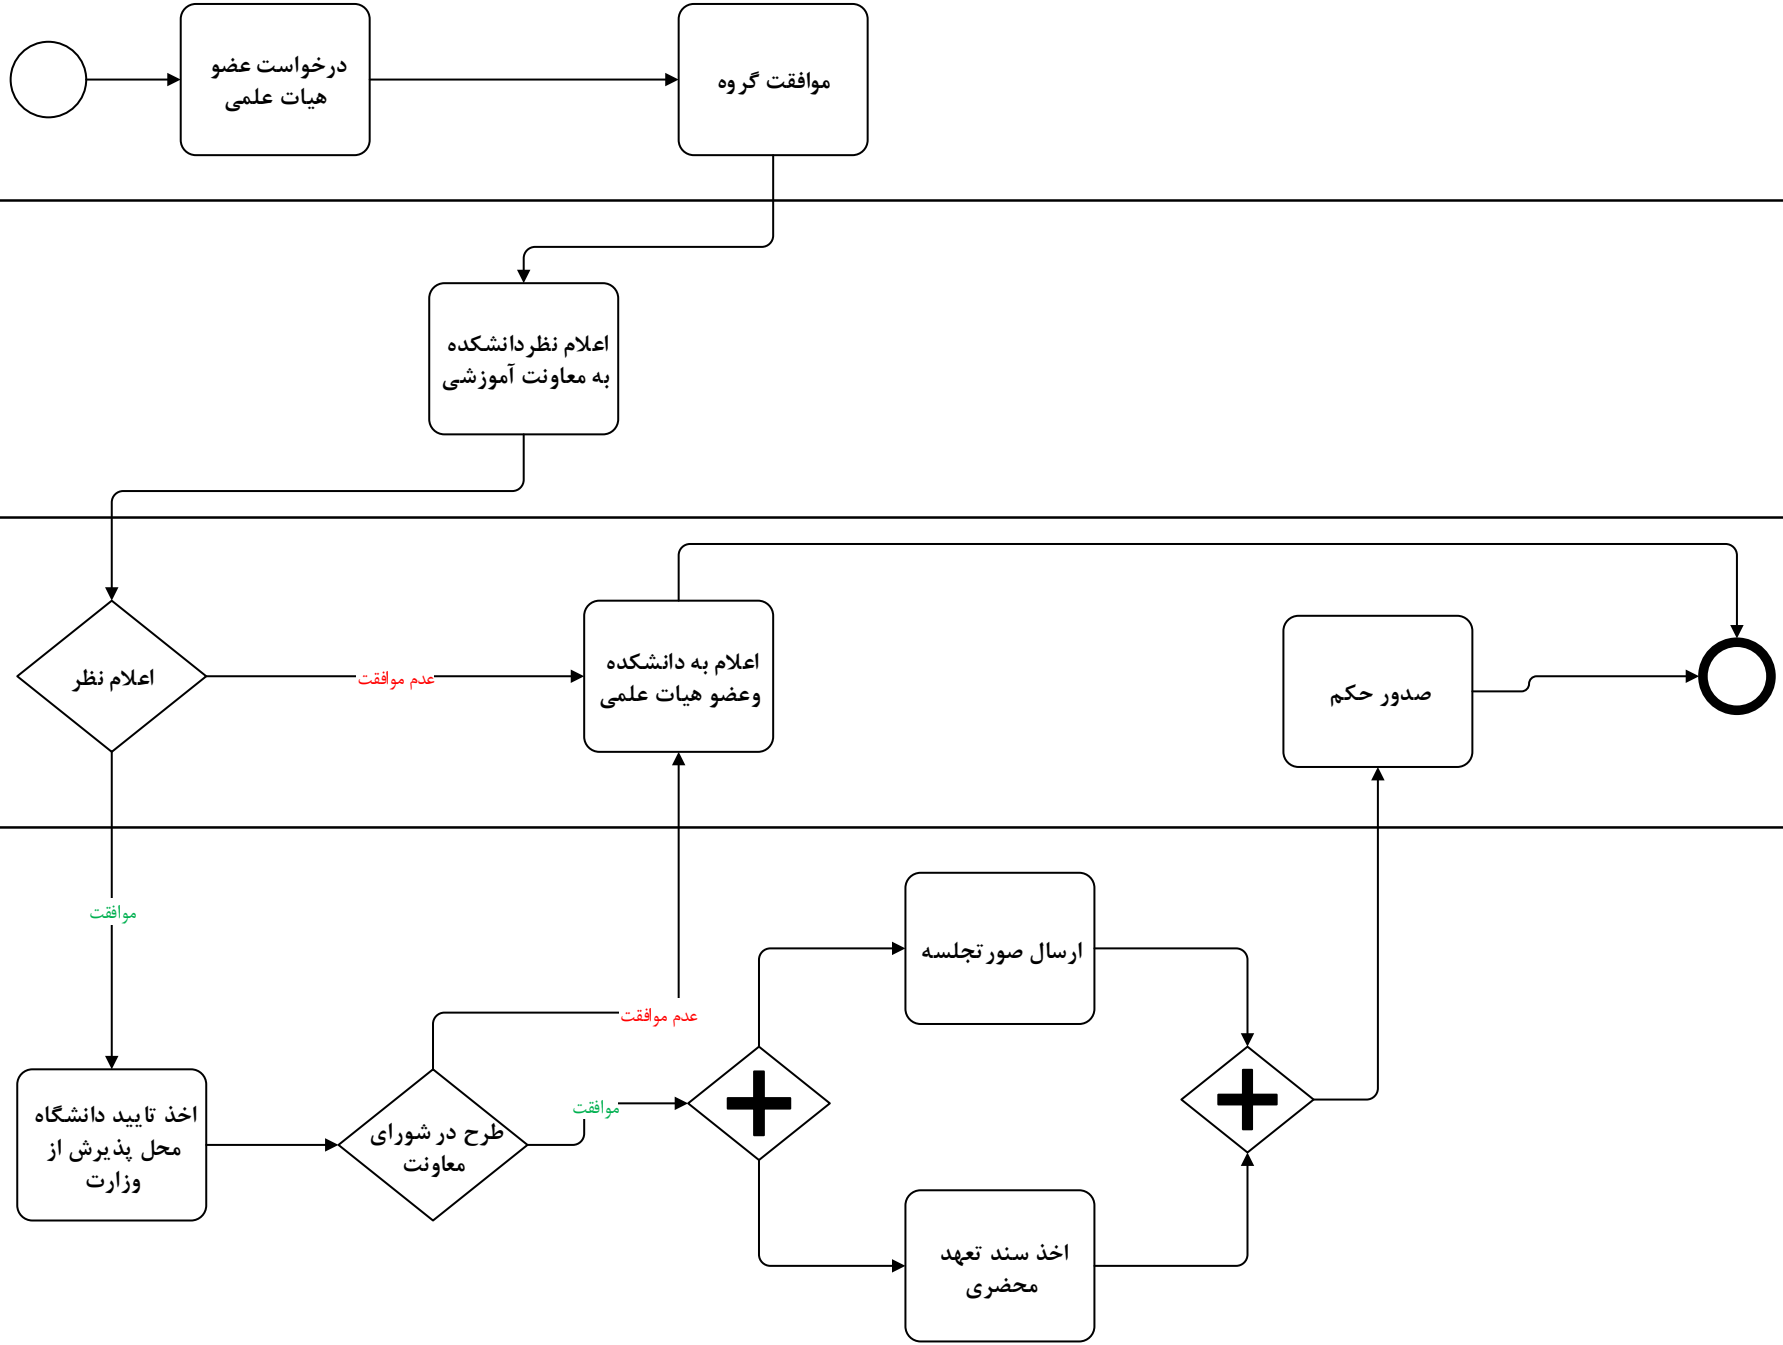 درخواست عضو
هیات علمی
موافقت گروه
اعلام نظر دانشکده
به معاونت آموزشی
اعلام نظر
عدم موافقت
اعلام به دانشکده
وعضو هیات علمی
صدور حکم
موافقت
اخذ تایید دانشگاه
محل پذیرش از
وزارت
طرح در شورای
معاونت
عدم موافقت
موافقت
ارسال صورتجلسه
اخذ سند تعهد
محضری